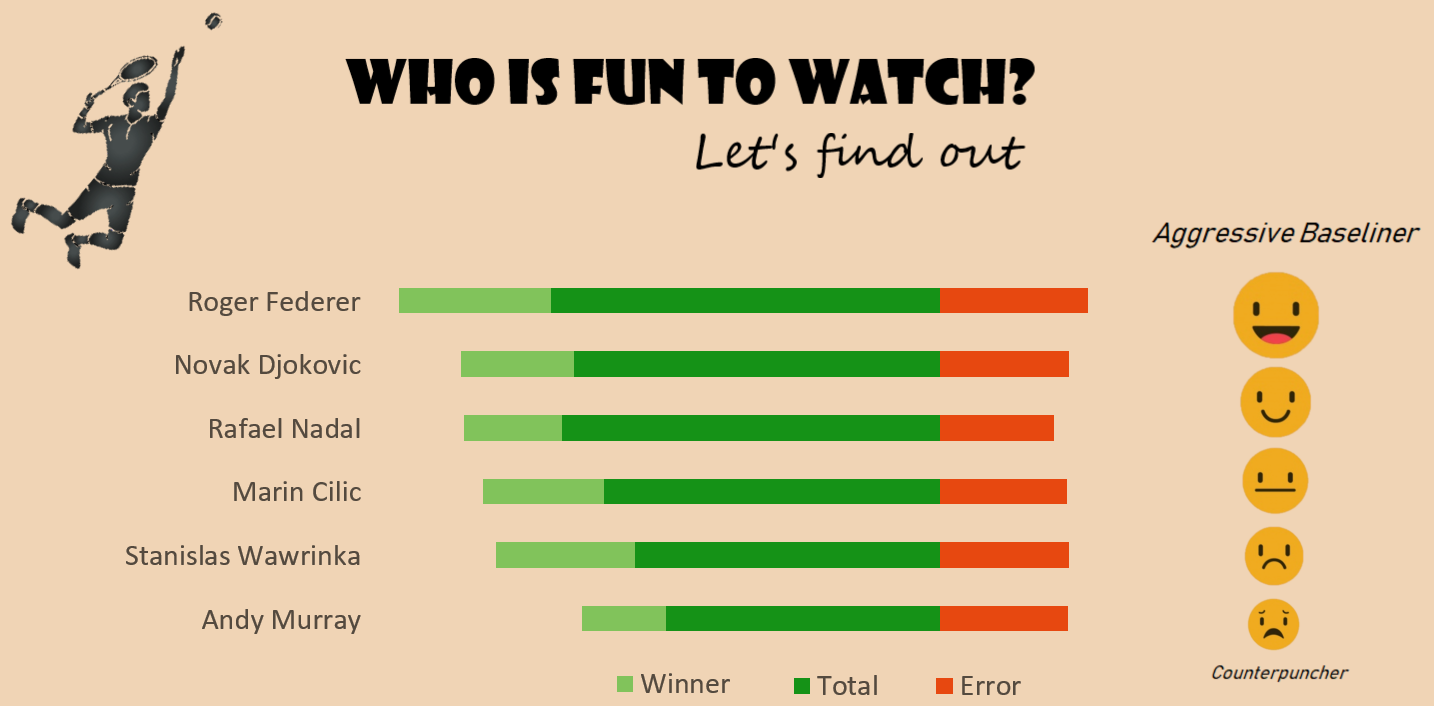 WHO IS FUN TO WATCH?
Let's find out
Aggressive Baseliner
Roger Federer
Novak Djokovic
Rafael Nadal
Marin Cilic
Stanislas Wawrinka
Andy Murray
Counterpuncher
Winner Total Error